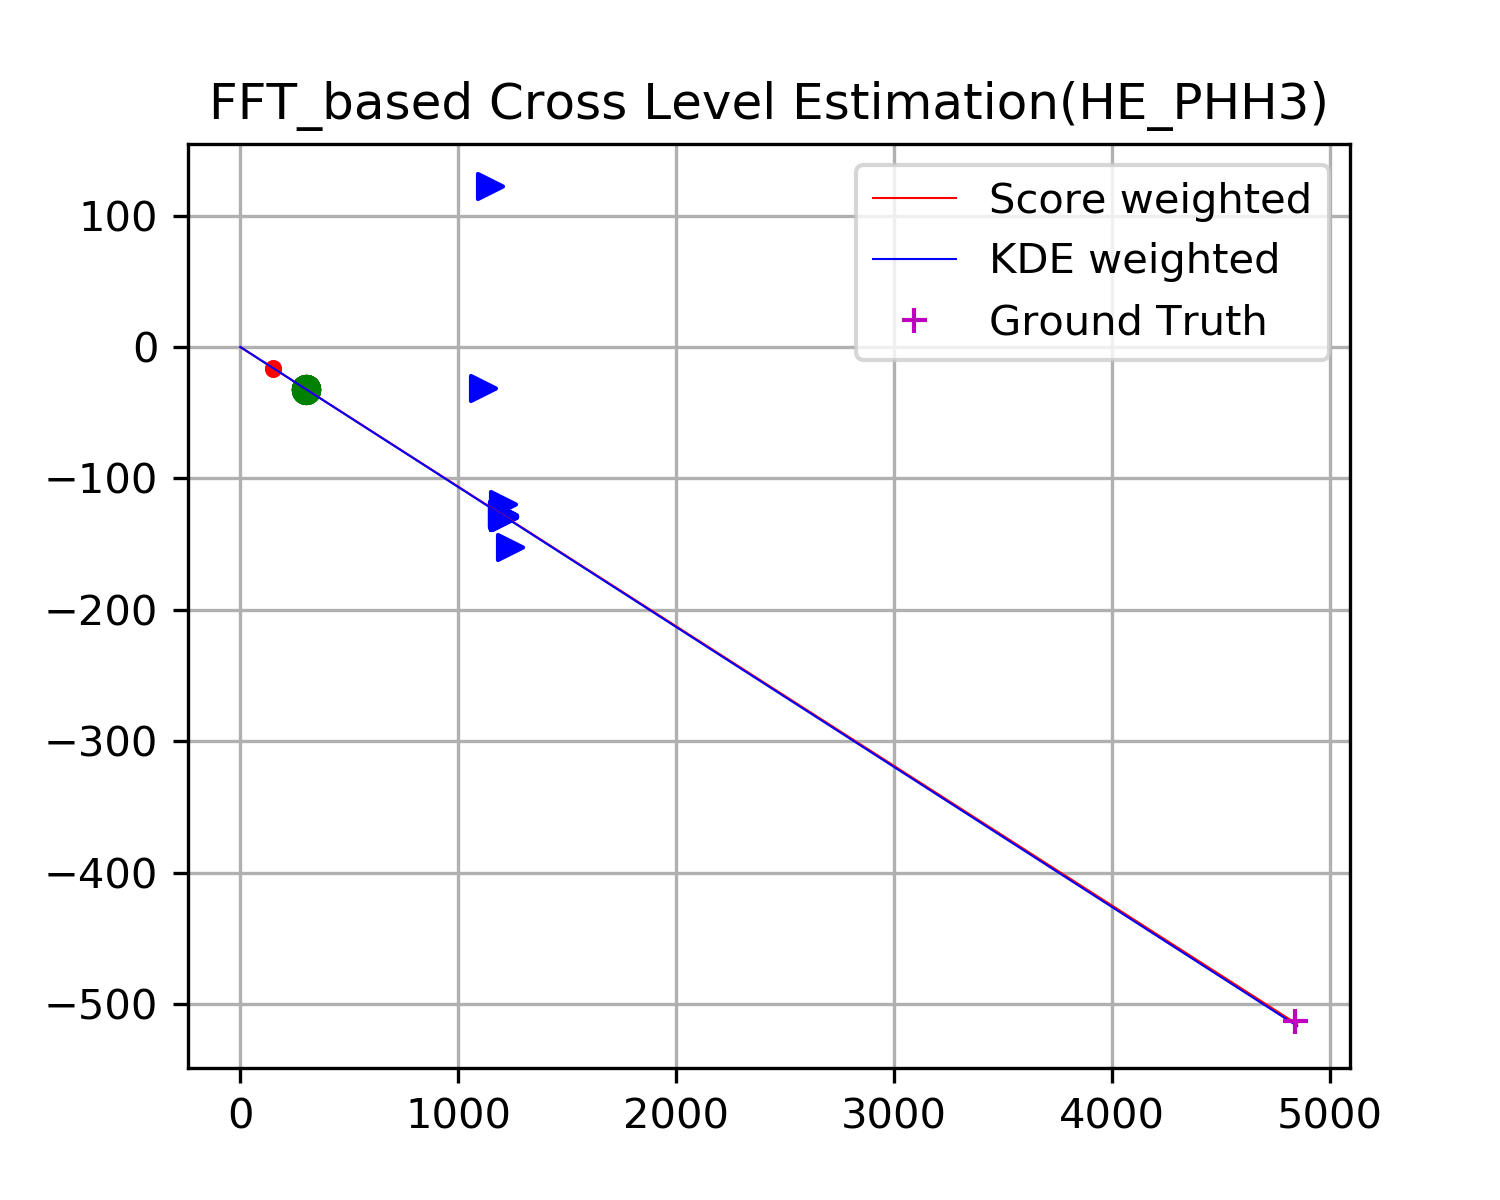 FFT_based Cross Level Estimation(HE_PHH3)
Score weighted
KDE weighted
Ground Truth
100
0
−100
−200
−300
−400
−500
0 1000 2000 3000 4000 5000